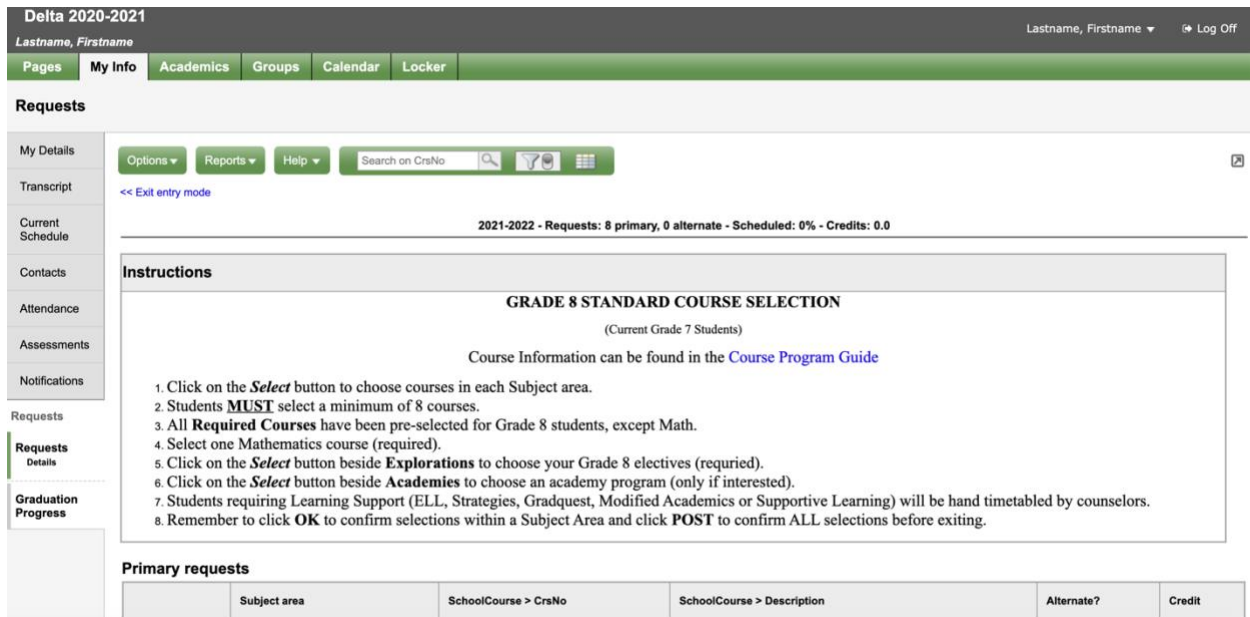 Delta 2020-2021
Lastname, Firstname
Lastname, Firstname
Log Off
Pages My Info Academics Groups Calendar Locker
Requests
My Details
Transcript
Current
Schedule
Contacts
Attendance
Assessments
Notifications
Requests
Requests
Details
Graduation
Progress
Options Reports Help Search on CrsNo
<< Exit entry mode
2021-2022 - Requests: 8 primary, 0 alternate - Scheduled: 0% - Credits: 0.0
Instructions
GRADE 8 STANDARD COURSE SELECTION
(Current Grade 7 Students)
Course Information can be found in the Course Program Guide
1. Click on the Select button to choose courses in each Subject area.
2. Students MUST select a minimum of 8 courses.
3. All Required Courses have been pre-selected for Grade 8 students, except Math.
4. Select one Mathematics course (required).
5. Click on the Select button beside Explorations to choose your Grade 8 electives (requried).
6. Click on the Select button beside Academies to choose an academy program (only if interested).
7. Students requiring Learning Support (ELL, Strategies, Gradquest, Modified Academics or Supportive Learning) will be hand timetabled by counselors.
8. Remember to click OK to confirm selections within a Subject Area and click POST to confirm ALL selections before exiting.
Primary requests
Subject area SchoolCourse > CrsNo SchoolCourse > Description Alternate? Credit